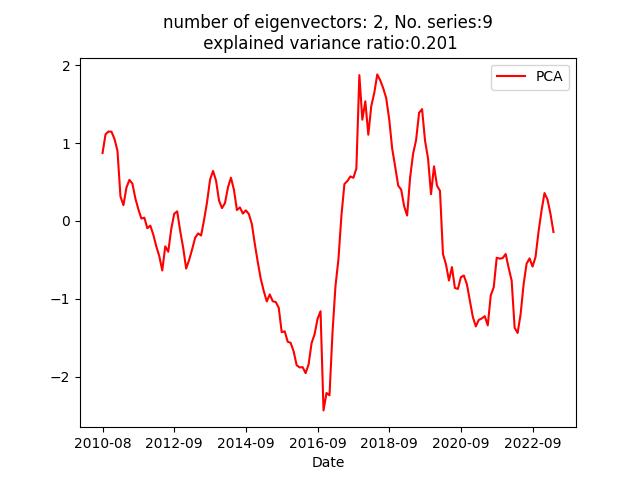 number of eigenvectors: 2, No. series:9
explained variance ratio:0.201
PCA
2
1
0
−1
−2
2010-08 2012-09 2014-09 2016-09 2018-09 2020-09 2022-09
Date